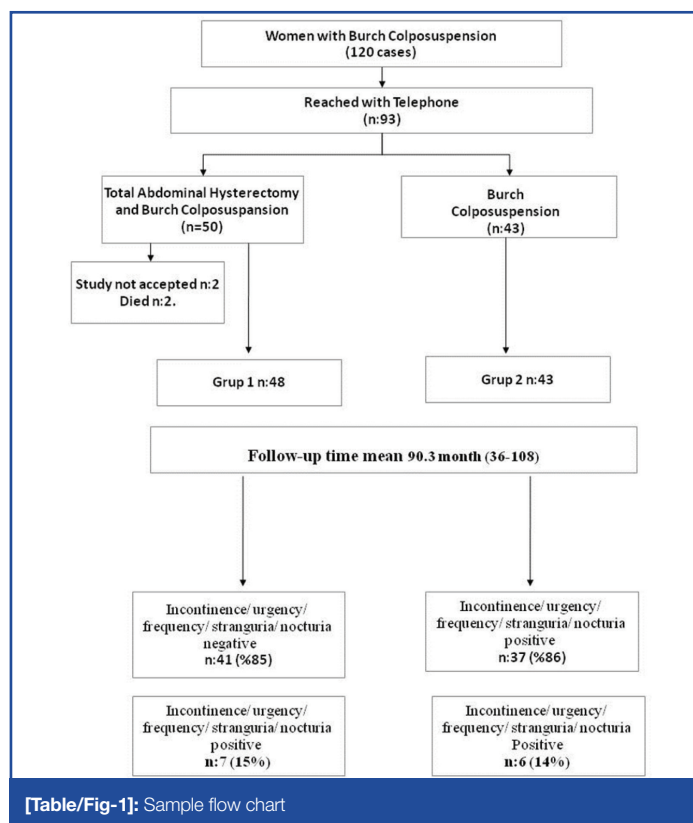 Women with Burch Colposuspension
(120 cases)
Reached with Telephone
(n:93)
Total Abdominal Hysterectomy
and Burch Colposuspansion
(n=50)
Burch
Colposuspension
(n:43)
Study not accepted n:2
Died n:2.
Grup 1 n:48
Grup 2 n:43
Follow-up time mean 90.3 month (36-108)
Incontinence/ urgency/
frequency/ stranguria/ nocturia
negative
n:41 (%85)
Incontinence/ urgency/
frequency/ stranguria/ nocturia
positive
n:37 (%86)
Incontinence/ urgency/
frequency/ stranguria/ nocturia
positive
n:7 (15%)
Incontinence/ urgency/
frequency/ stranguria/ nocturia
Positive
n:6 (14%)
[Table/Fig-1]: Sample flow chart